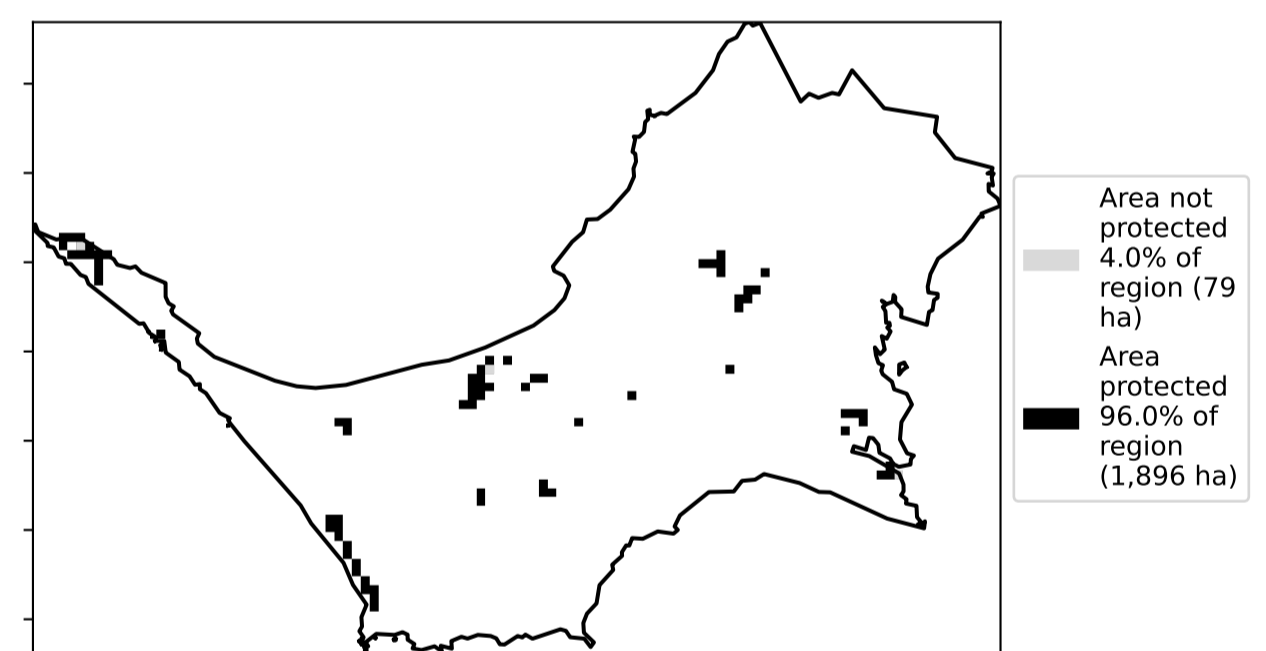 Area not
protected
4.0% of
region (79
ha)
Area
protected
96.0% of
region
(1,896 ha)